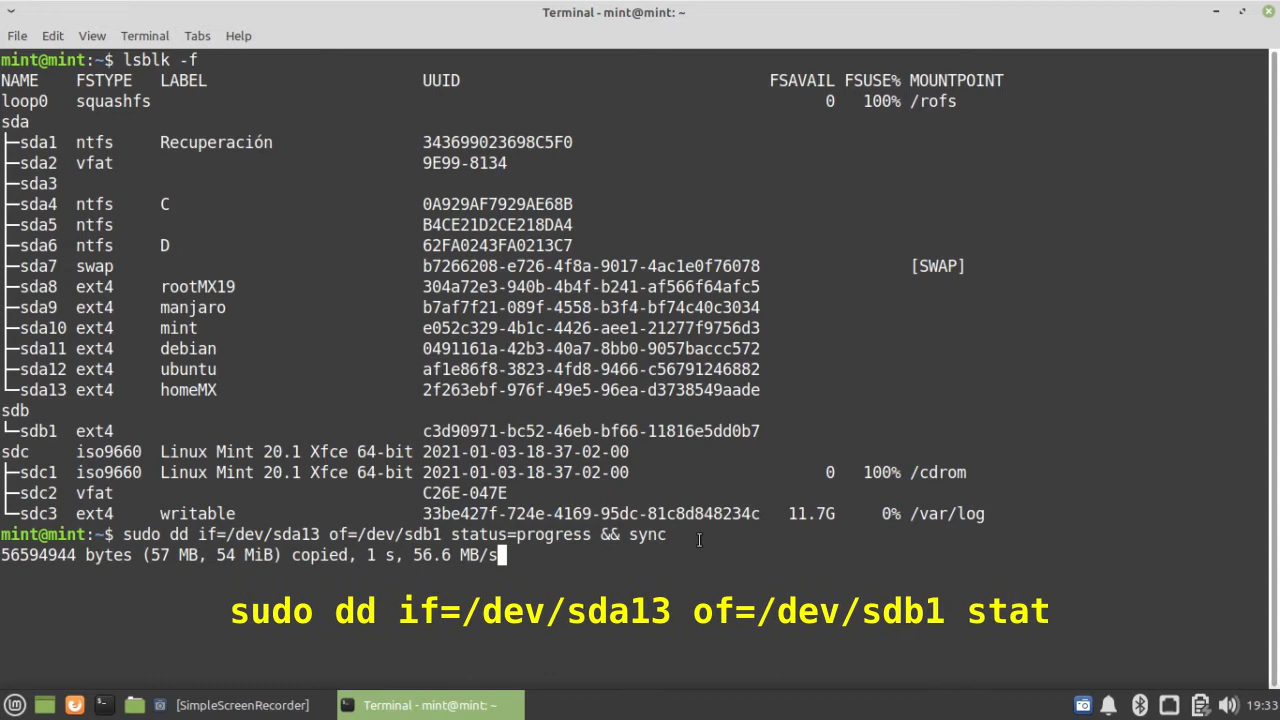 Terminal - mint@mint: ~
File Edit View Terminal Tabs Help
mint@mint:~$ lsblk -f
NAME FSTYPE LABEL UUID FSAVAIL FSUSE% MOUNTPOINT
loop0 squashfs 0 100% /rofs
sda
├─sda1 ntfs Recuperación 343699023698C5F0
├─sda2 vfat 9E99-8134
├─sda3
├─sda4 ntfs C 0A929AF7929AE68B
├─sda5 ntfs B4CE21D2CE218DA4
├─sda6 ntfs D 62FA0243FA0213C7
├─sda7 swap b7266208-e726-4f8a-9017-4ac1e0f76078 [SWAP]
├─sda8 ext4 rootMX19 304a72e3-940b-4b4f-b241-af566f64afc5
├─sda9 ext4 manjaro b7af7f21-089f-4558-b3f4-bf74c40c3034
├─sda10 ext4 mint e052c329-4b1c-4426-aee1-21277f9756d3
├─sda11 ext4 debian 0491161a-42b3-40a7-8bb0-9057baccc572
├─sda12 ext4 ubuntu af1e86f8-3823-4fd8-9466-c56791246882
└─sda13 ext4 homeMX 2f263ebf-976f-49e5-96ea-d3738549aade
sdb
└─sdb1 ext4 c3d90971-bc52-46eb-bf66-11816e5dd0b7
sdc iso9660 Linux Mint 20.1 Xfce 64-bit 2021-01-03-18-37-02-00
├─sdc1 iso9660 Linux Mint 20.1 Xfce 64-bit 2021-01-03-18-37-02-00 0 100% /cdrom
├─sdc2 vfat C26E-047E
└─sdc3 ext4 writable 33be427f-724e-4169-95dc-81c8d848234c 11.7G 0% /var/log
mint@mint:~$ sudo dd if=/dev/sda13 of=/dev/sdb1 status=progress && sync
56594944 bytes (57 MB, 54 MiB) copied, 1 s, 56.6 MB/s
sudo dd if=/dev/sda13 of=/dev/sdb1 stat
[SimpleScreenRecorder] Terminal - mint@mint: ~ 19:33